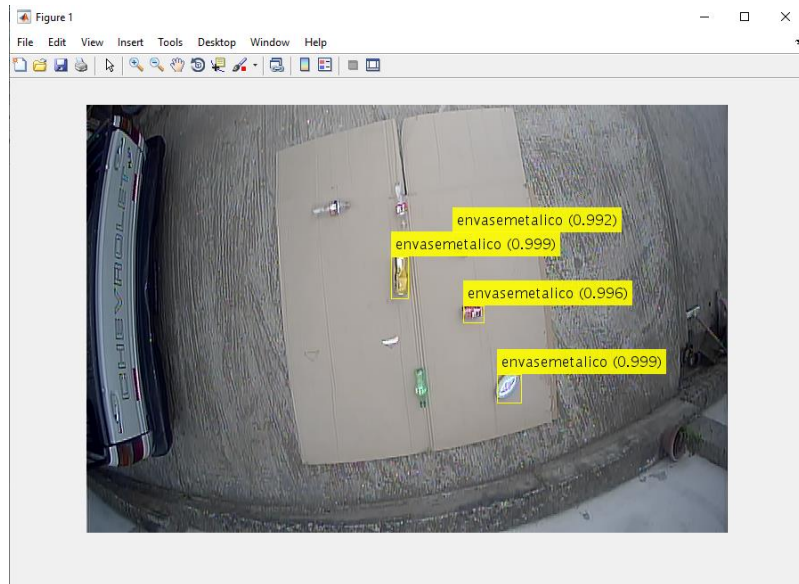 Figure 1
File Edit View Insert Tools Desktop Window Help
envasemetalico (0.992)
envasemetalico (0.999)
envasemetalico (0.996)
envasemetalico (0.999)
CHEVROLET